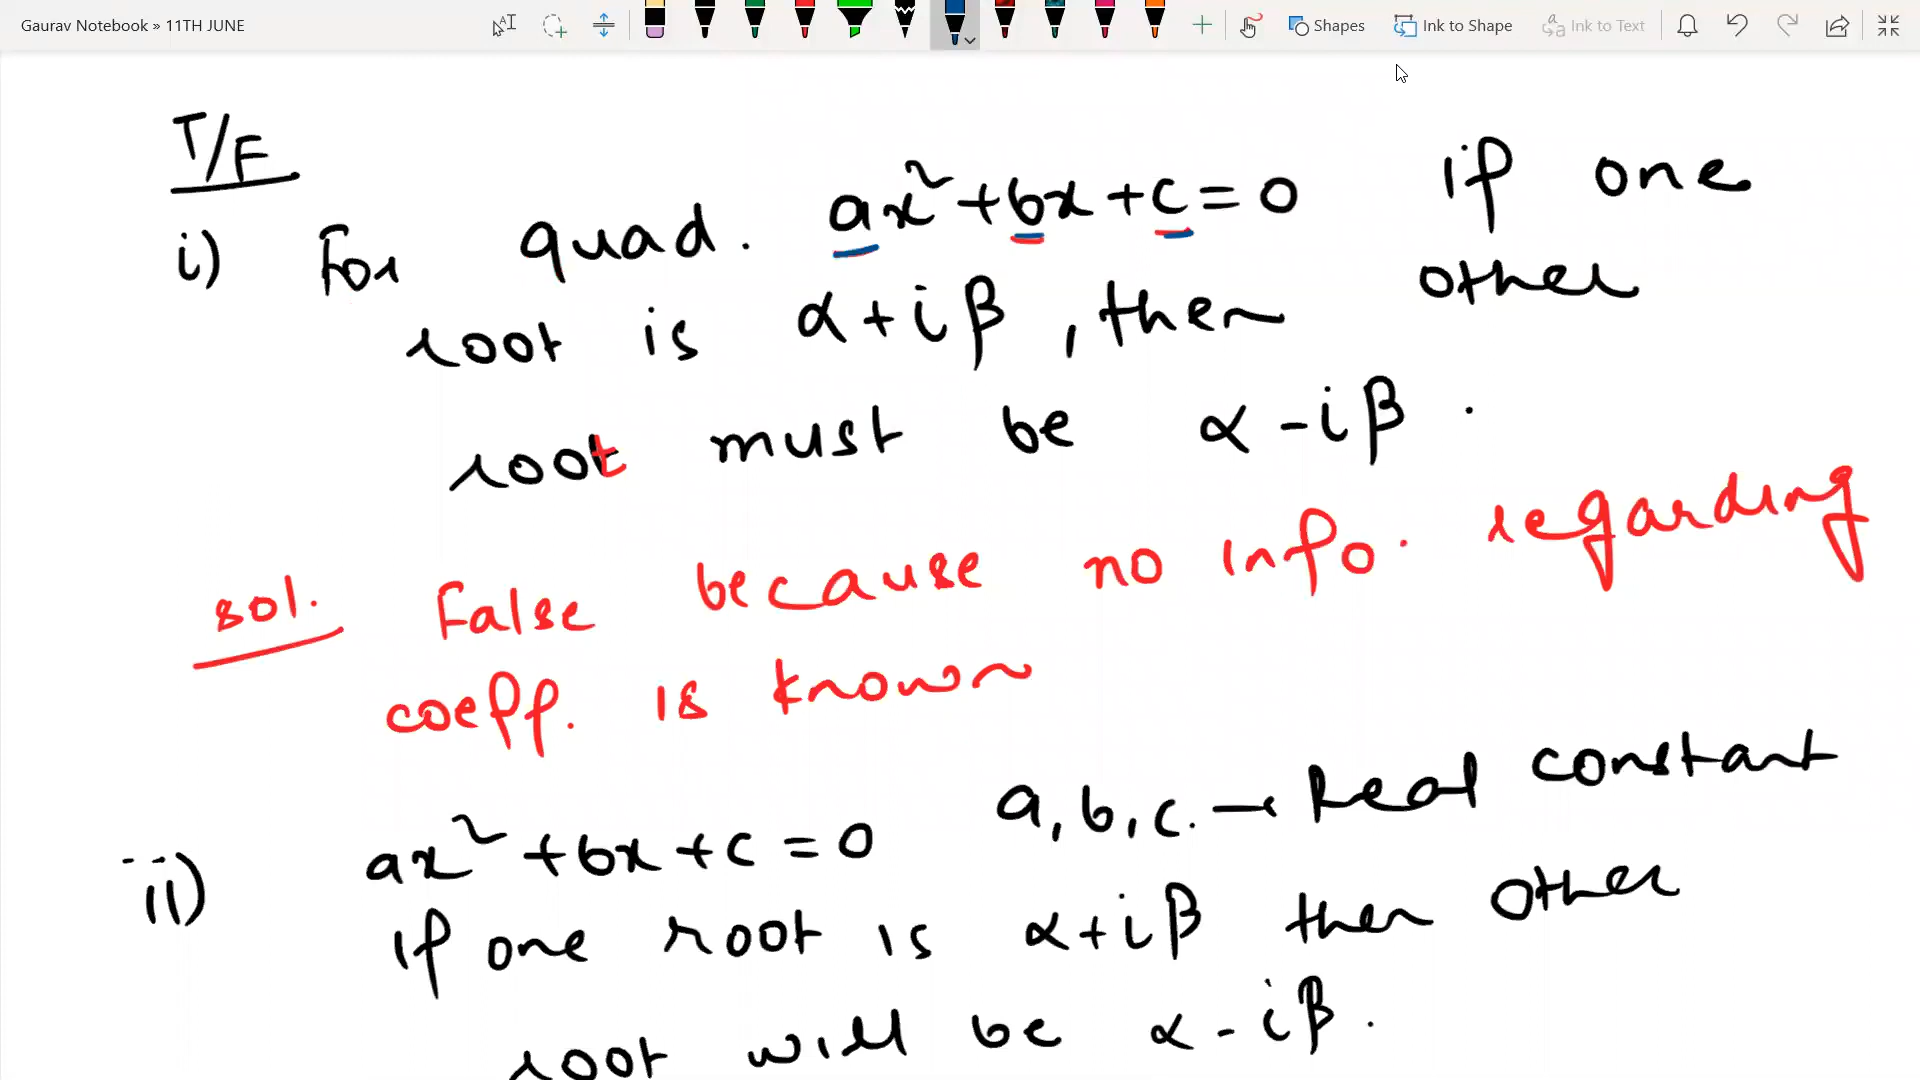 Gaurav Notebook » 11TH JUNE
Shapes
Ink to Shape
Ink to Text
T/F
i) For quad. ax²+bx+c=0 if one
root is α+iβ, then other
root must be α-iβ.
sol. False because no info. regarding
coeff. is known
ii) ax²+bx+c=0 a,b,c. → Real constant
if one root is α+iβ then other
root will be α-iβ.